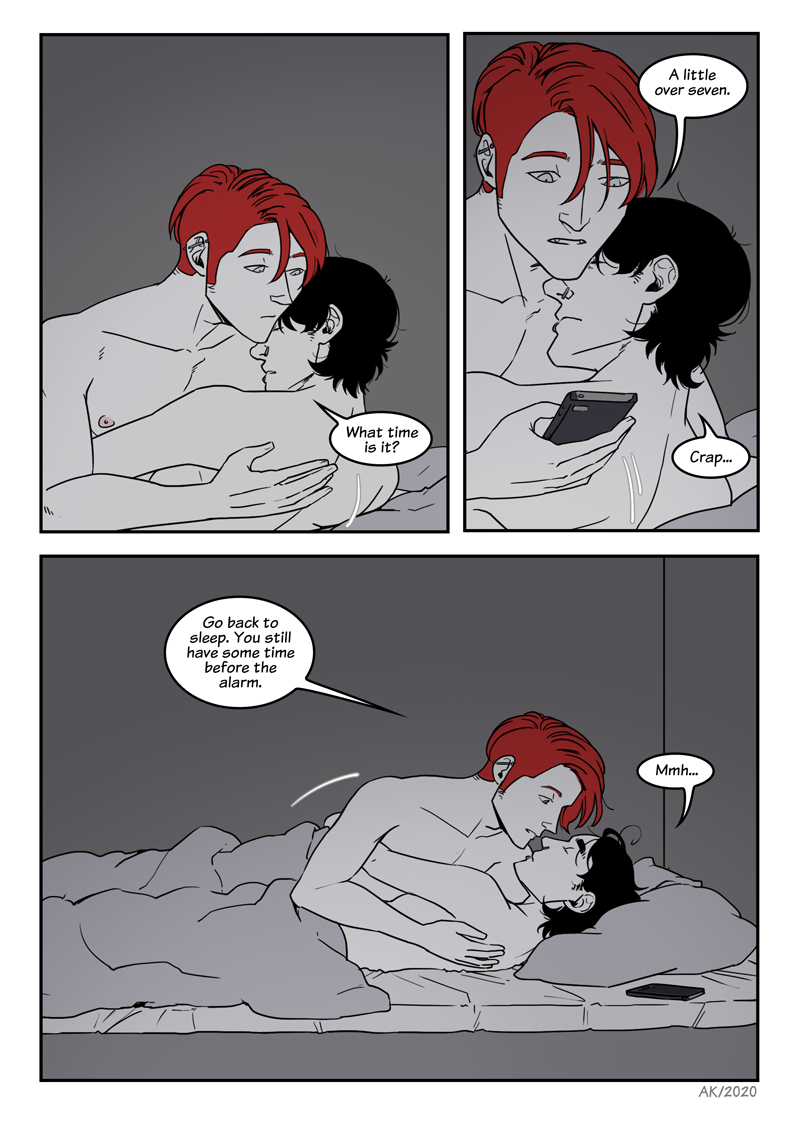 What time
is it?
A little
over seven.
Crap...
Go back to
sleep. You still
have some time
before the
alarm.
Mmh...
AK/2020